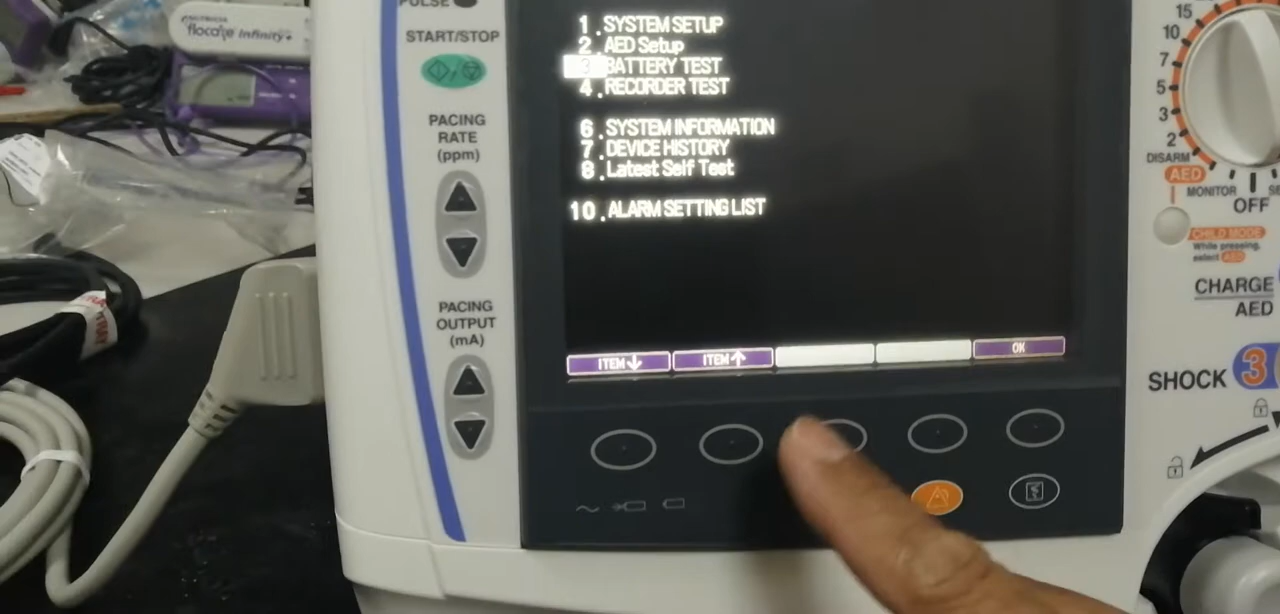 PULSE
NUTRICIA
flocare infinity+
START/STOP
PACING
RATE
(ppm)
PACING
OUTPUT
(mA)
1. SYSTEM SETUP
2. AED Setup
3 BATTERY TEST
4. RECORDER TEST
6. SYSTEM INFORMATION
7. DEVICE HISTORY
8. Latest Self Test
10. ALARM SETTING LIST
ITEM↓
ITEM↑
OK
15
10
7
5
3
2
DISARM
AED
MONITOR
OFF
CHILD MODE
While pressing,
select AED
CHARGE
AED
SHOCK 3